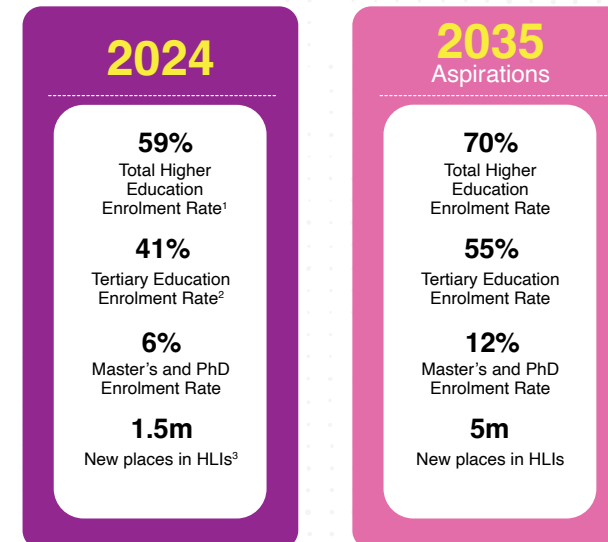 2024
59%
Total Higher
Education
Enrolment Rate¹
41%
Tertiary Education
Enrolment Rate²
6%
Master’s and PhD
Enrolment Rate
1.5m
New places in HLIs³
2035
Aspirations
70%
Total Higher
Education
Enrolment Rate
55%
Tertiary Education
Enrolment Rate
12%
Master’s and PhD
Enrolment Rate
5m
New places in HLIs